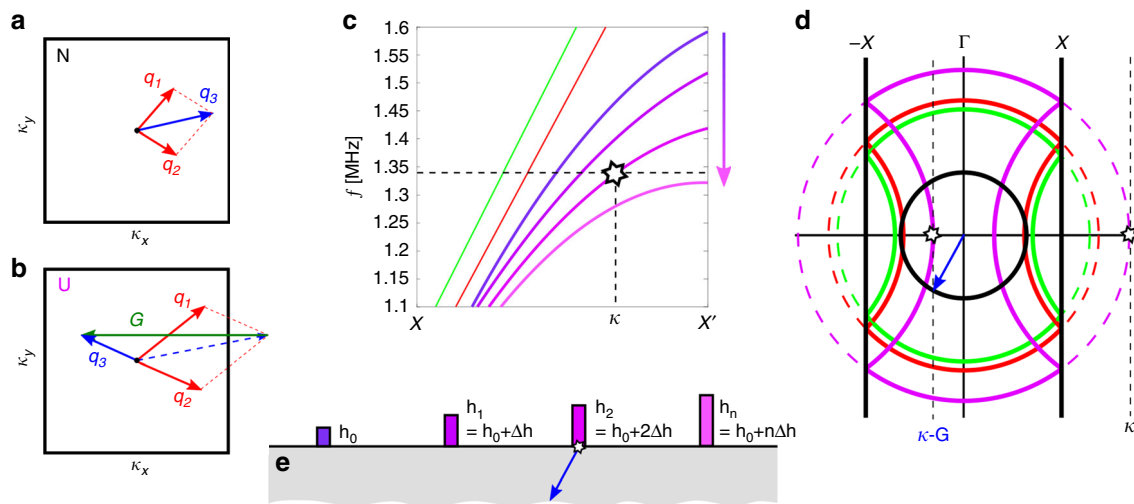 a
N
q1
q3
q2
κy
κx
b
U
q1
G
q3
q2
κy
κx
c
1.6
1.55
1.5
1.45
1.4
1.35
1.3
1.25
1.2
1.15
1.1
f [MHz]
X
κ
X′
d
−X
Γ
X
κ-G
κ
e
h0
h1
= h0+Δh
h2
= h0+2Δh
hn
= h0+nΔh